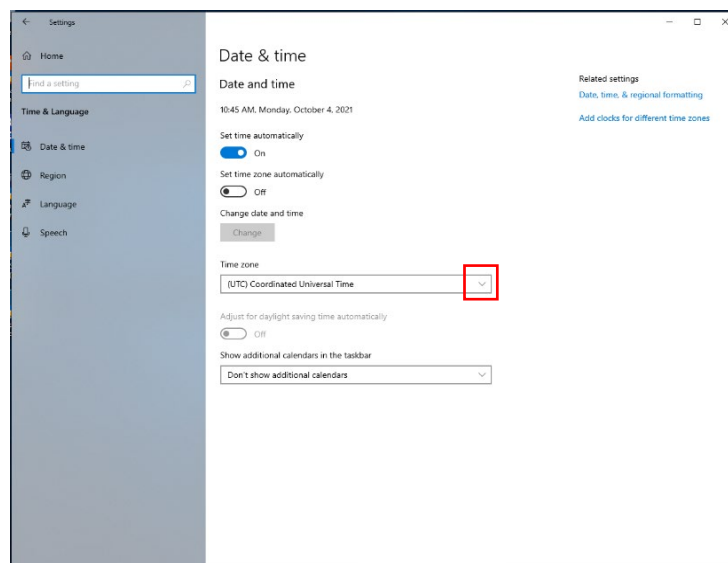 Settings
Home
Find a setting
Time & Language
Date & time
Region
Language
Speech
Date & time
Date and time
10:45 AM, Monday, October 4, 2021
Set time automatically
On
Set time zone automatically
Off
Change date and time
Change
Time zone
(UTC) Coordinated Universal Time
Adjust for daylight saving time automatically
Off
Show additional calendars in the taskbar
Don't show additional calendars
Related settings
Date, time, & regional formatting
Add clocks for different time zones